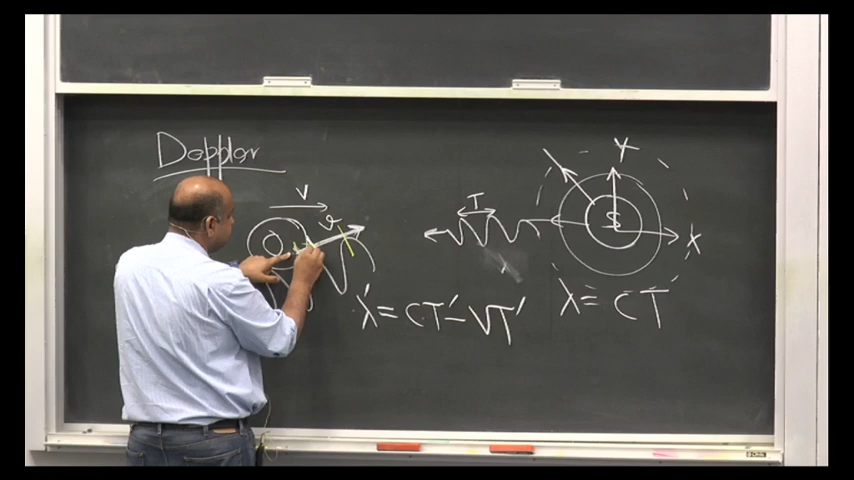 Doppler
V
v
O
T
Y
S
X
λ' = CT' - VT'
λ = CT